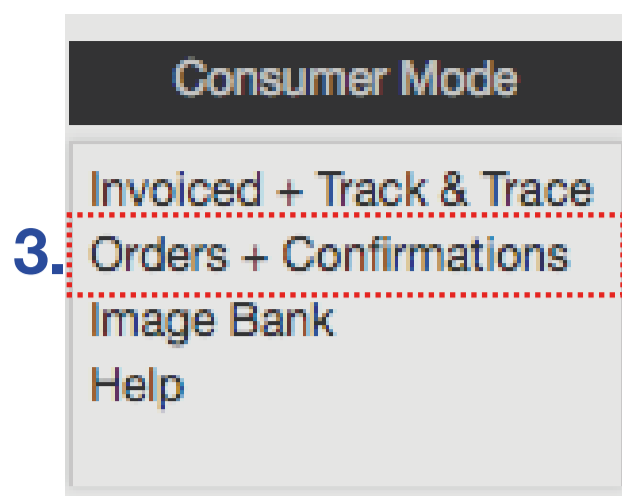 Consumer Mode
Invoiced + Track & Trace
3. Orders + Confirmations
Image Bank
Help